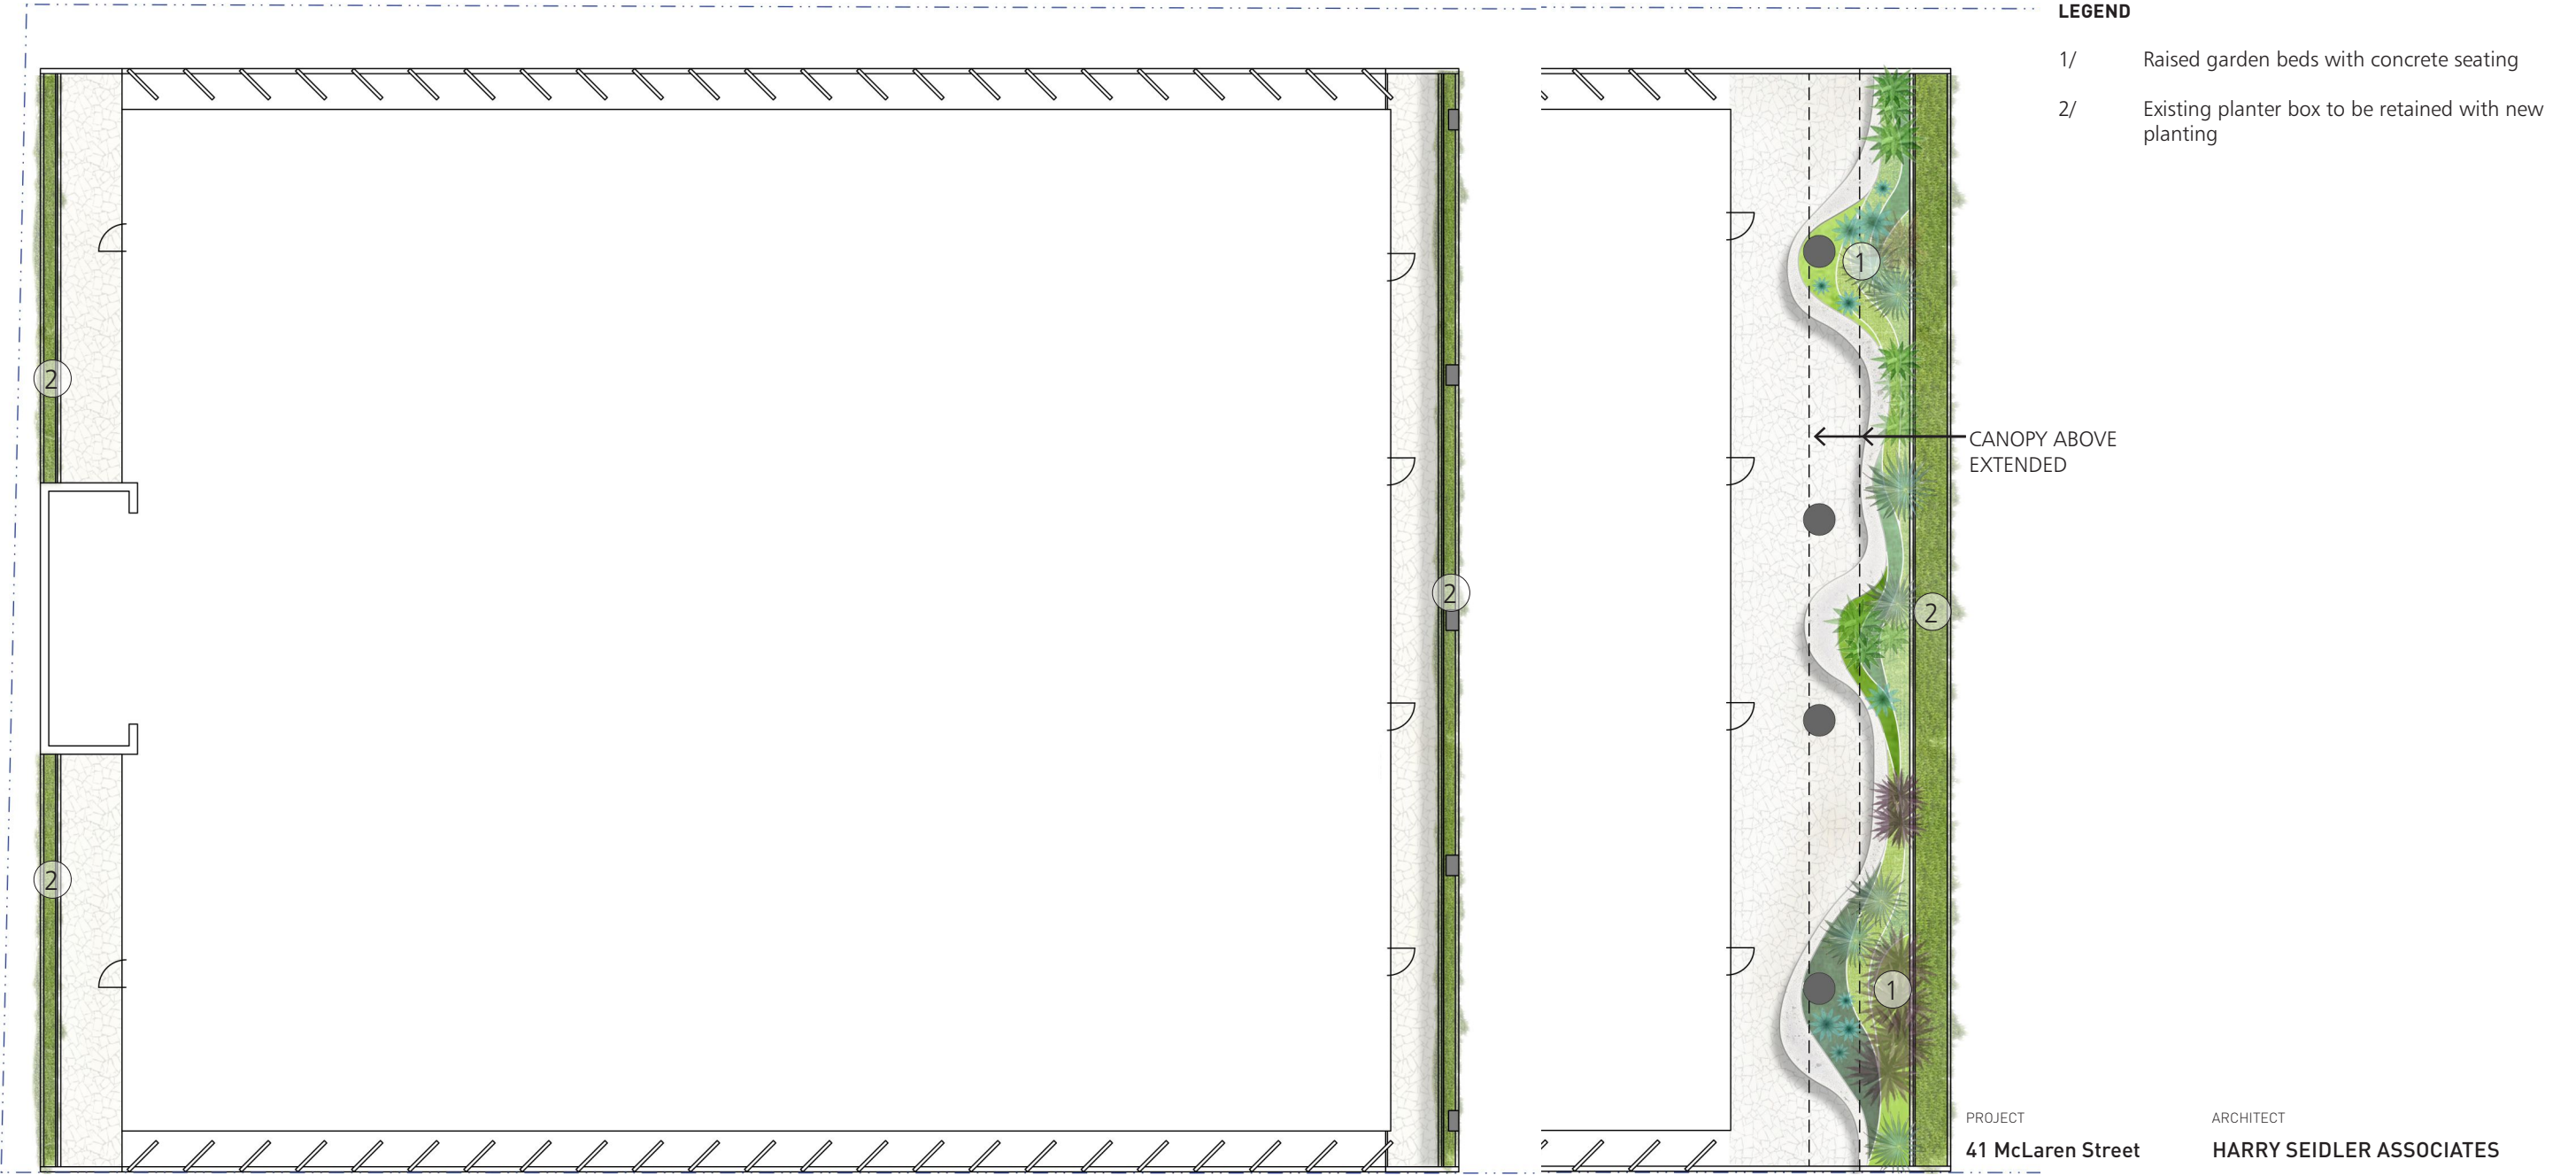 LEGEND
1/ Raised garden beds with concrete seating
2/ Existing planter box to be retained with new
planting
1
2
CANOPY ABOVE
EXTENDED
2
2
2
1
PROJECT
ARCHITECT
41 McLaren Street
HARRY SEIDLER ASSOCIATES